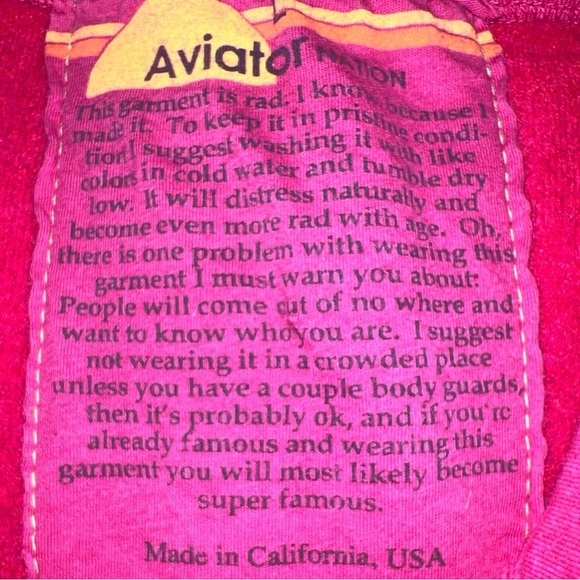 Aviator NATION
This garment is rad. I know because I
made it. To keep it in pristine condi-
tion I suggest washing it with like
colors in cold water and tumble dry
low. It will distress naturally and
become even more rad with age. Oh,
there is one problem with wearing this
garment I must warn you about:
People will come out of no where and
want to know who you are. I suggest
not wearing it in a crowded place
unless you have a couple body guards,
then it's probably ok, and if you're
already famous and wearing this
garment you will most likely become
super famous.
Made in California, USA